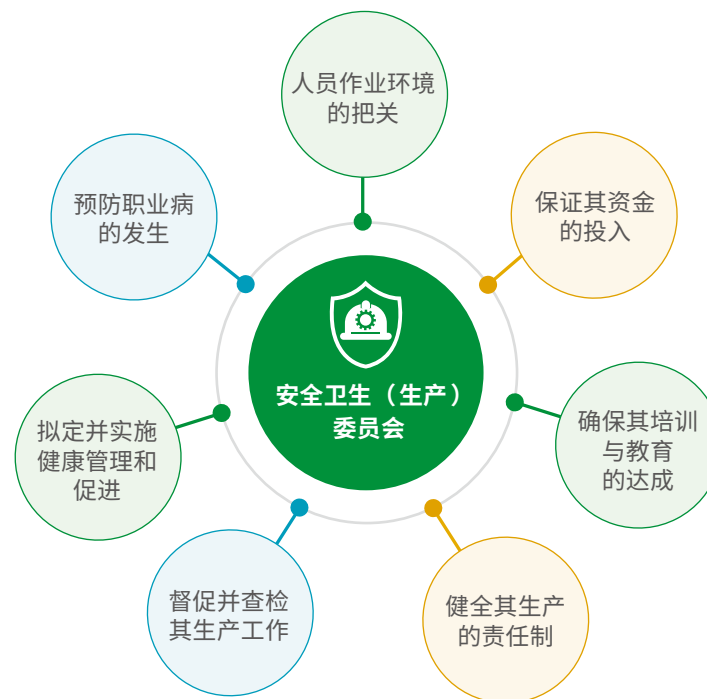 人员作业环境
的把关
保证其资金
的投入
确保其培训
与教育
的达成
健全其生产
的责任制
督促并查检
其生产工作
拟定并实施
健康管理和
促进
预防职业病
的发生
安全卫生（生产）
委员会